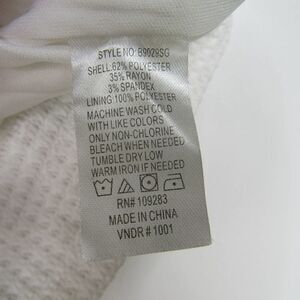 STYLE NO: B9029SG
SHELL: 62% POLYESTER
35% RAYON
3% SPANDEX
LINING: 100% POLYESTER
MACHINE WASH COLD
WITH LIKE COLORS
ONLY NON-CHLORINE
BLEACH WHEN NEEDED
TUMBLE DRY LOW
WARM IRON IF NEEDED
RN# 109283
MADE IN CHINA
VNDR # 1001